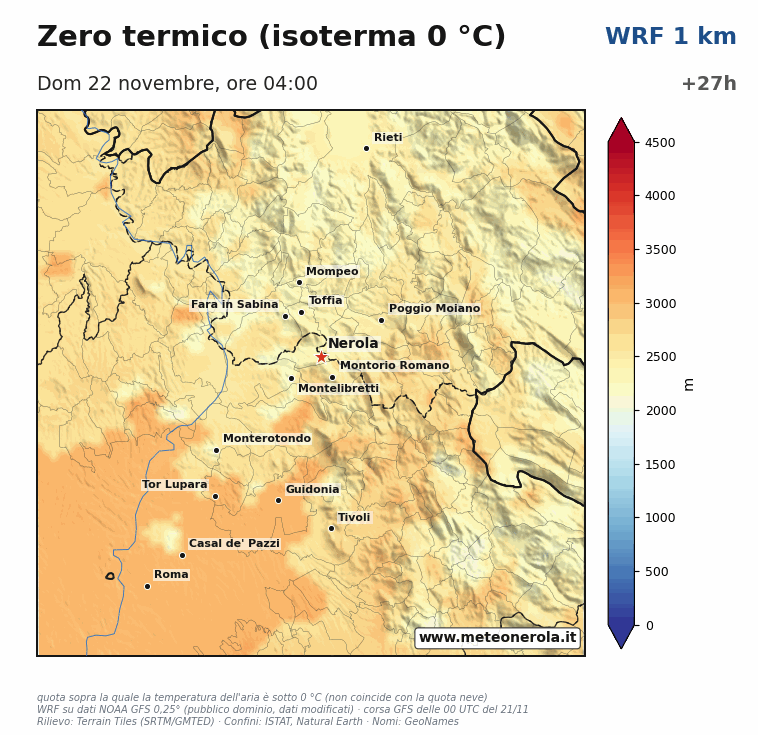 Zero termico (isoterma 0 °C)
WRF 1 km
Dom 22 novembre, ore 04:00
+27h
Rieti
Mompeo
Fara in Sabina
Toffia
Poggio Moiano
Nerola
Montorio Romano
Montelibretti
Monterotondo
Tor Lupara
Guidonia
Tivoli
Casal de' Pazzi
Roma
www.meteonerola.it
4500
4000
3500
3000
2500
2000
1500
1000
500
0
m
quota sopra la quale la temperatura dell'aria è sotto 0 °C (non coincide con la quota neve)
WRF su dati NOAA GFS 0,25° (pubblico dominio, dati modificati) · corsa GFS delle 00 UTC del 21/11
Rilievo: Terrain Tiles (SRTM/GMTED) · Confini: ISTAT, Natural Earth · Nomi: GeoNames